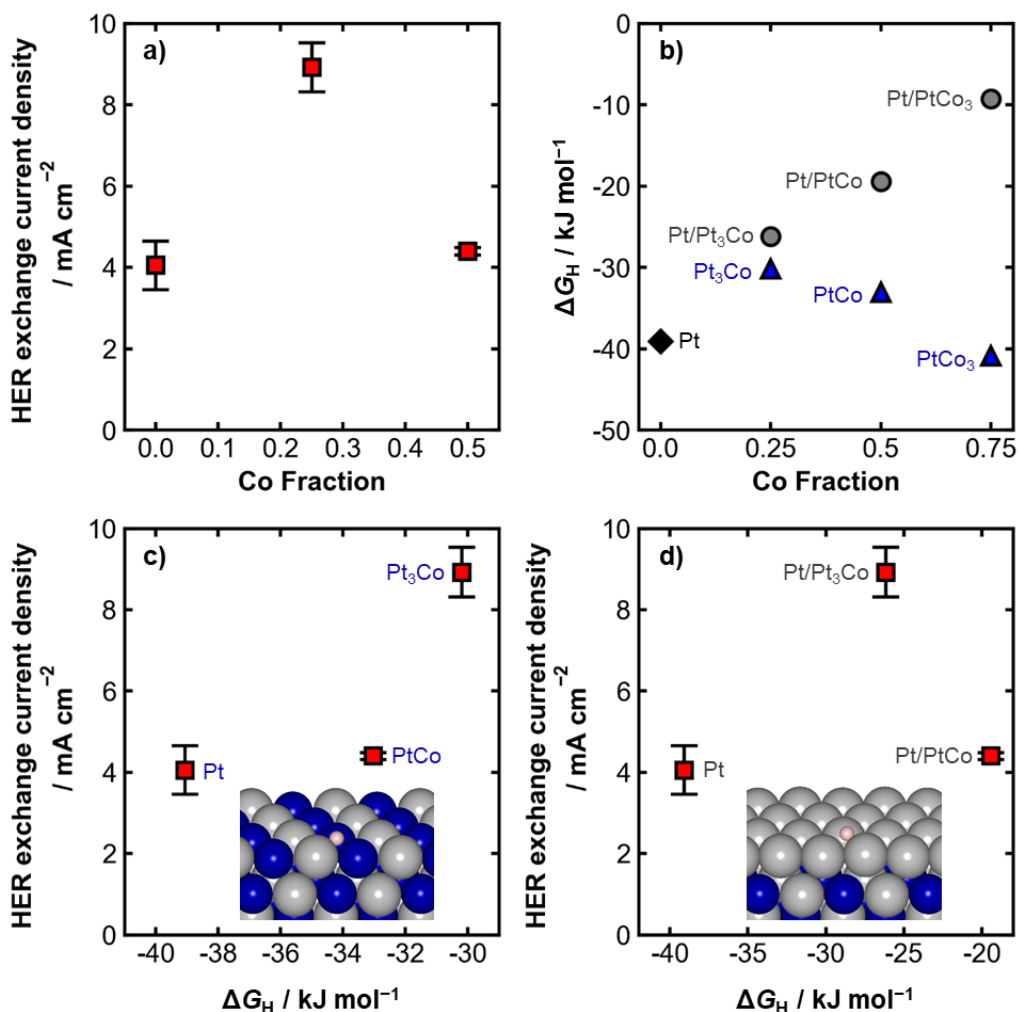 a)
HER exchange current density
/ mA cm⁻²
10
8
6
4
2
0
0.0 0.1 0.2 0.3 0.4 0.5
Co Fraction
b)
ΔG_H / kJ mol⁻¹
-0
-10
-20
-30
-40
-50
Pt/PtCo₃
Pt/PtCo
Pt/Pt₃Co
Pt₃Co
PtCo
Pt
PtCo₃
0.0 0.25 0.5 0.75
Co Fraction
c)
HER exchange current density
/ mA cm⁻²
10
8
6
4
2
0
Pt₃Co
PtCo
Pt
-40 -38 -36 -34 -32 -30
ΔG_H / kJ mol⁻¹
d)
HER exchange current density
/ mA cm⁻²
10
8
6
4
2
0
Pt/Pt₃Co
Pt/PtCo
Pt
-40 -35 -30 -25 -20
ΔG_H / kJ mol⁻¹